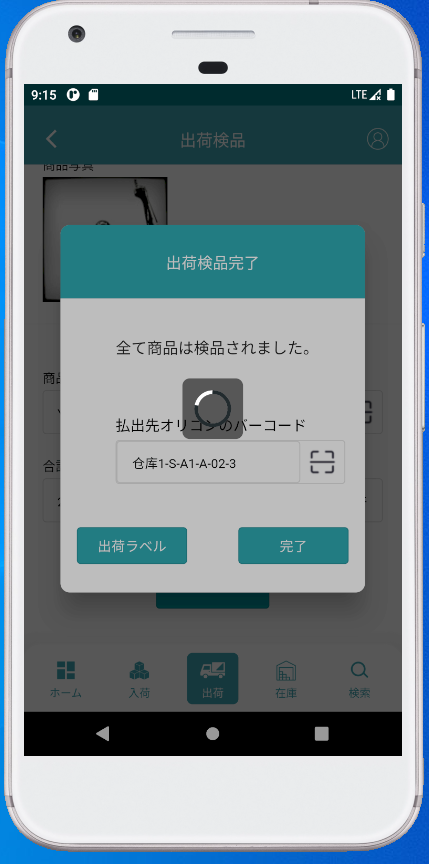 9:15
LTE
出荷検品
商品写真
出荷検品完了
全て商品は検品されました。
払出先オリコンのバーコード
仓库1-S-A1-A-02-3
出荷ラベル
完了
ホーム
入荷
出荷
在庫
検索